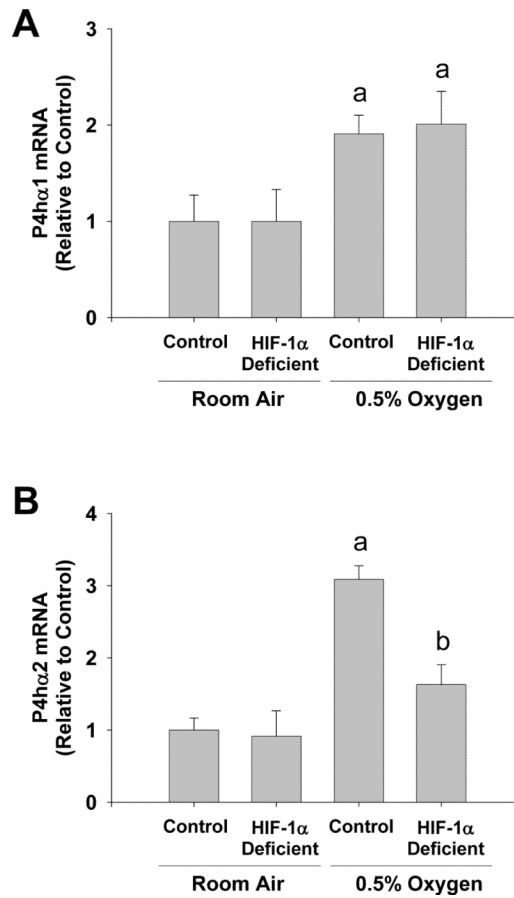 A
P4hα1 mRNA
(Relative to Control)
3
2
1
0
a
a
Control
HIF-1α
Deficient
Control
HIF-1α
Deficient
Room Air
0.5% Oxygen
B
P4hα2 mRNA
(Relative to Control)
4
3
2
1
0
a
b
Control
HIF-1α
Deficient
Control
HIF-1α
Deficient
Room Air
0.5% Oxygen